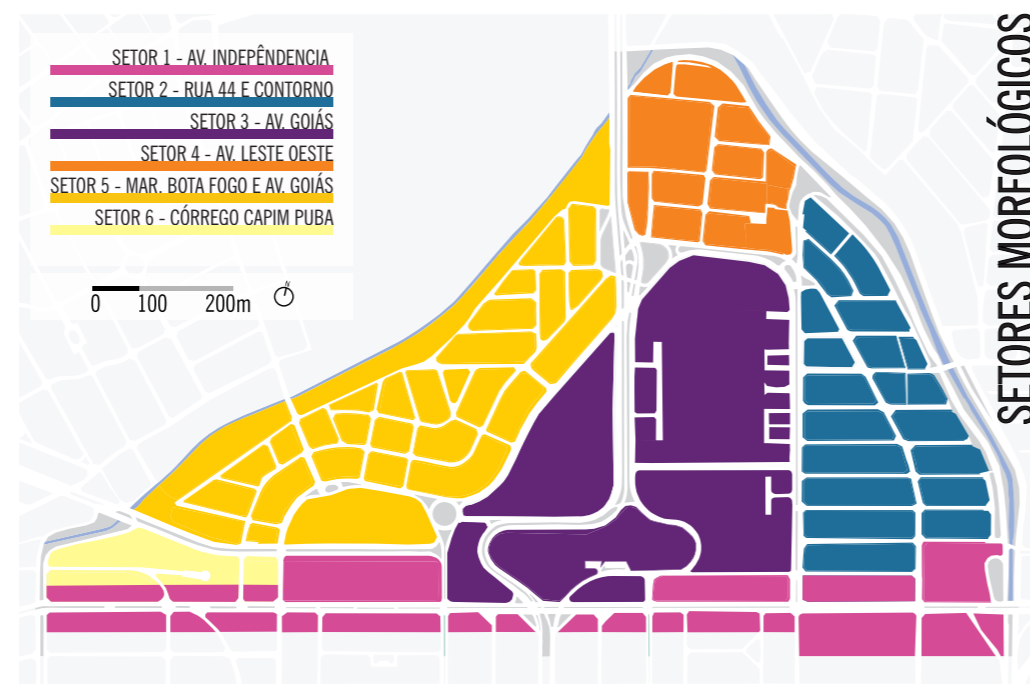 SETOR 1 - AV. INDEPÊNDENCIA
SETOR 2 - RUA 44 E CONTORNO
SETOR 3 - AV. GOIÁS
SETOR 4 - AV. LESTE OESTE
SETOR 5 - MAR. BOTA FOGO E AV. GOIÁS
SETOR 6 - CÓRREGO CAPIM PUBA
0 100 200m
N
SETORES MORFOLÓGICOS